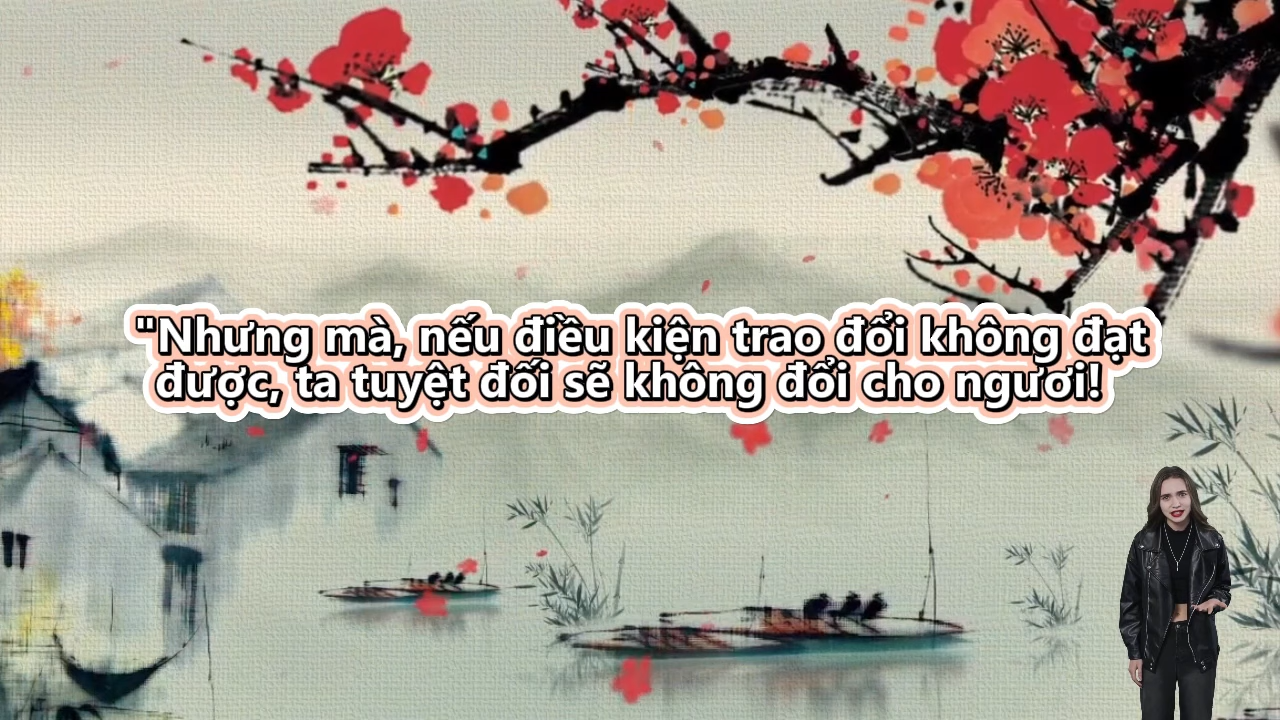 "Nhưng mà, nếu điều kiện trao đổi không đạt
được, ta tuyệt đối sẽ không đổi cho ngươi!